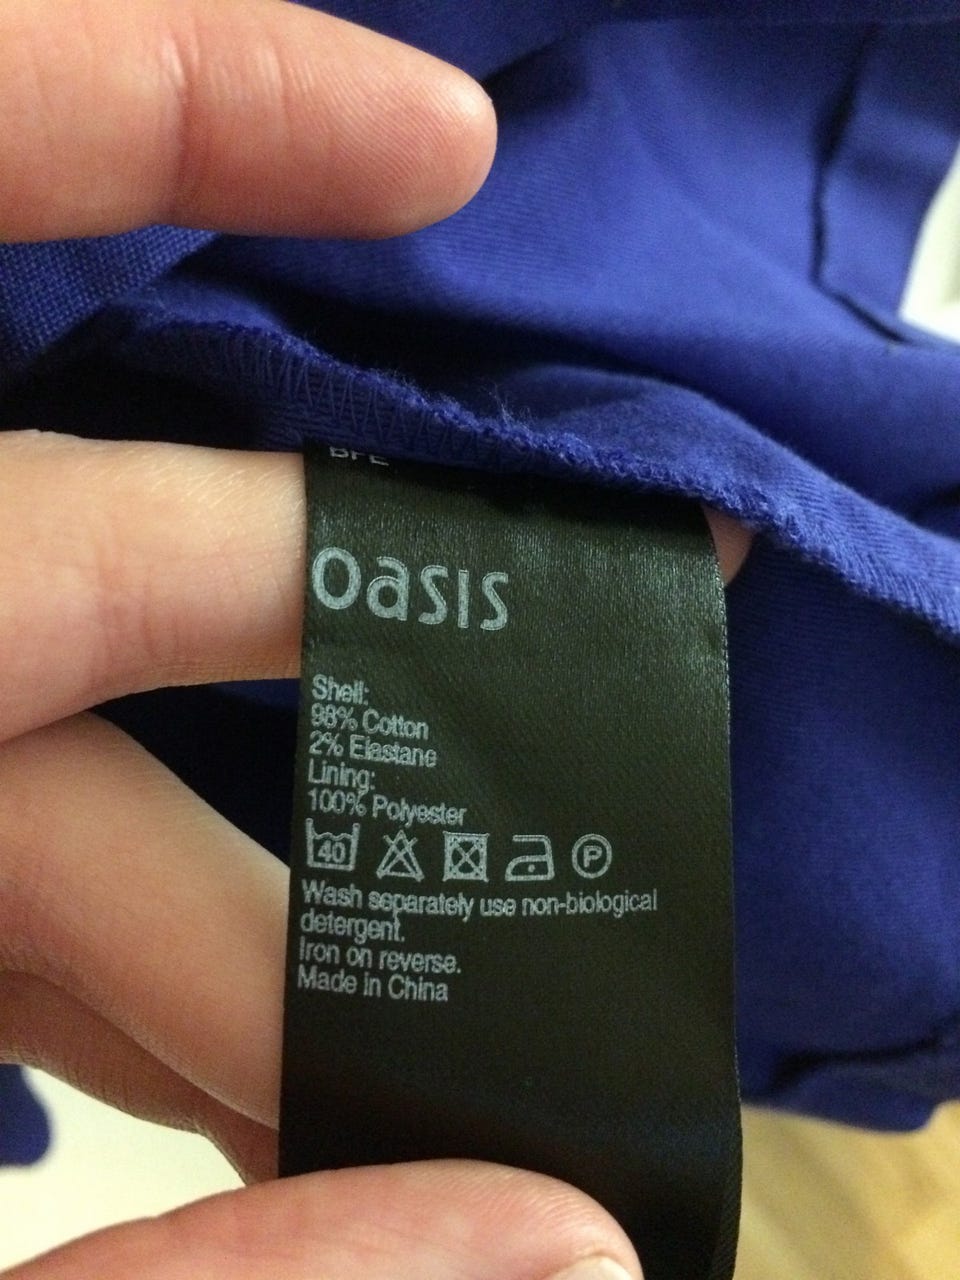 oasis
Shell:
98% Cotton
2% Elastane
Lining:
100% Polyester
40 P
Wash separately use non-biological
detergent.
Iron on reverse.
Made in China